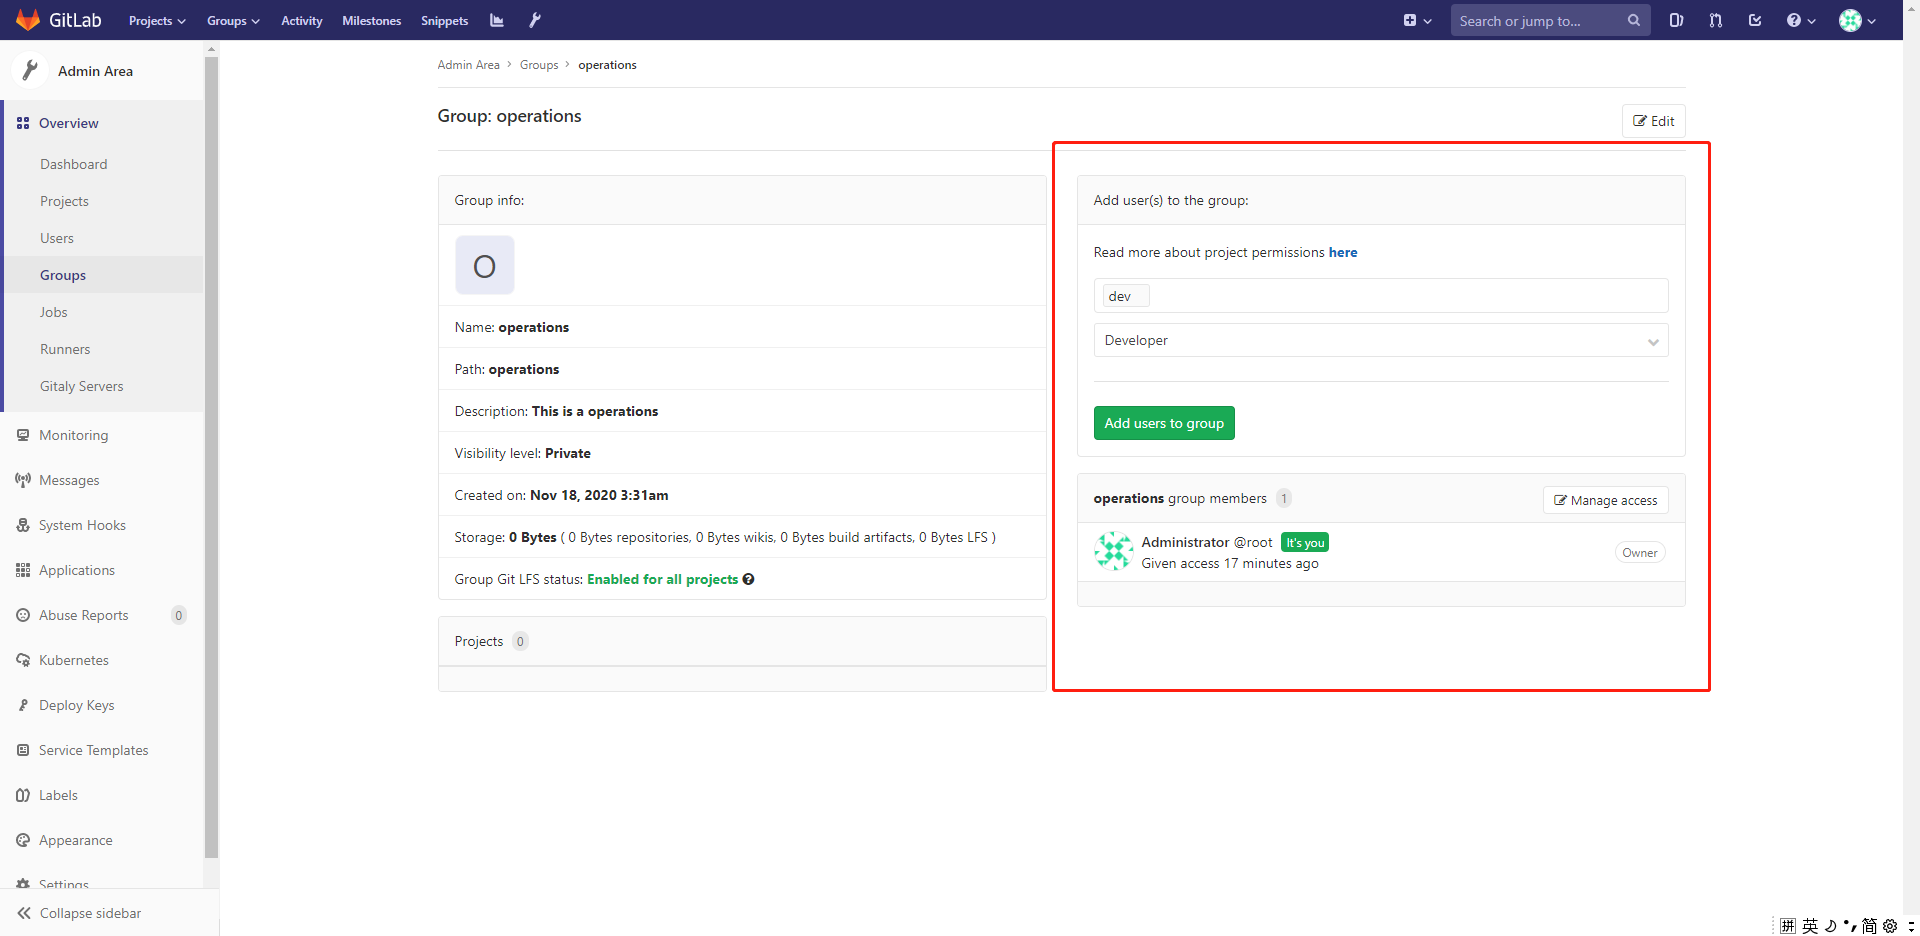 GitLab Projects Groups Activity Milestones Snippets Search or jump to...
Admin Area
Overview
Dashboard
Projects
Users
Groups
Jobs
Runners
Gitaly Servers
Monitoring
Messages
System Hooks
Applications
Abuse Reports 0
Kubernetes
Deploy Keys
Service Templates
Labels
Appearance
Settings
Collapse sidebar
Admin Area > Groups > operations
Group: operations
Edit
Group info:
O
Name: operations
Path: operations
Description: This is a operations
Visibility level: Private
Created on: Nov 18, 2020 3:31am
Storage: 0 Bytes ( 0 Bytes repositories, 0 Bytes wikis, 0 Bytes build artifacts, 0 Bytes LFS )
Group Git LFS status: Enabled for all projects
Projects 0
Add user(s) to the group:
Read more about project permissions here
dev
Developer
Add users to group
operations group members 1
Manage access
Administrator @root It's you
Given access 17 minutes ago
Owner
拼 英 简